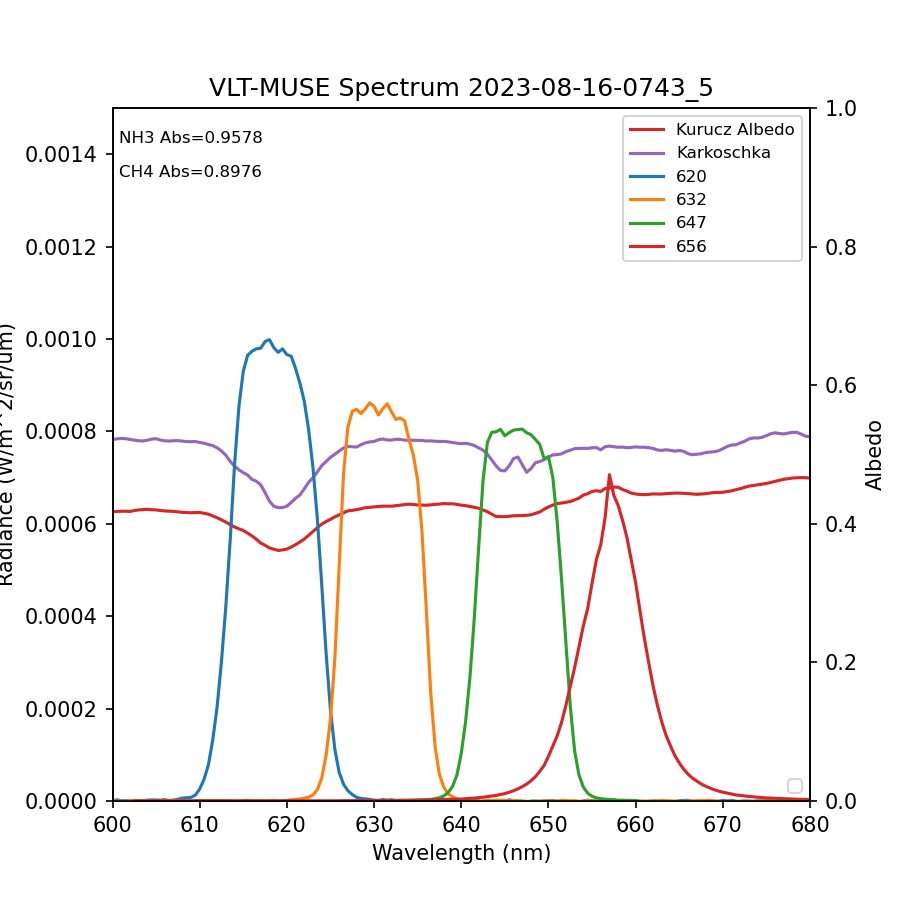 VLT-MUSE Spectrum 2023-08-16-0743_5
NH3 Abs=0.9578
CH4 Abs=0.8976
Kurucz Albedo
Karkoschka
620
632
647
656
0.0014
0.0012
0.0010
0.0008
0.0006
0.0004
0.0002
0.0000
Radiance (W/m^2/sr/um)
1.0
0.8
0.6
0.4
0.2
0.0
Albedo
600 610 620 630 640 650 660 670 680
Wavelength (nm)